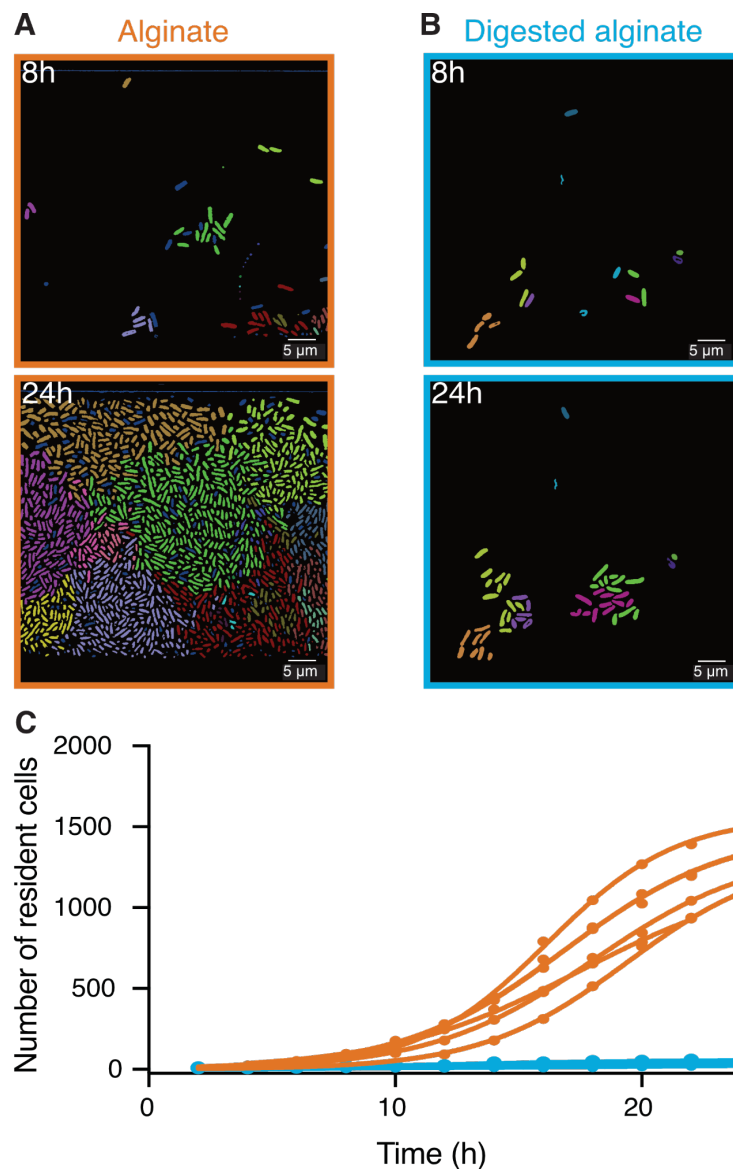 A Alginate
8h
5 µm
24h
5 µm
B Digested alginate
8h
5 µm
24h
5 µm
C
Number of resident cells
2000
1500
1000
500
0
0 10 20
Time (h)